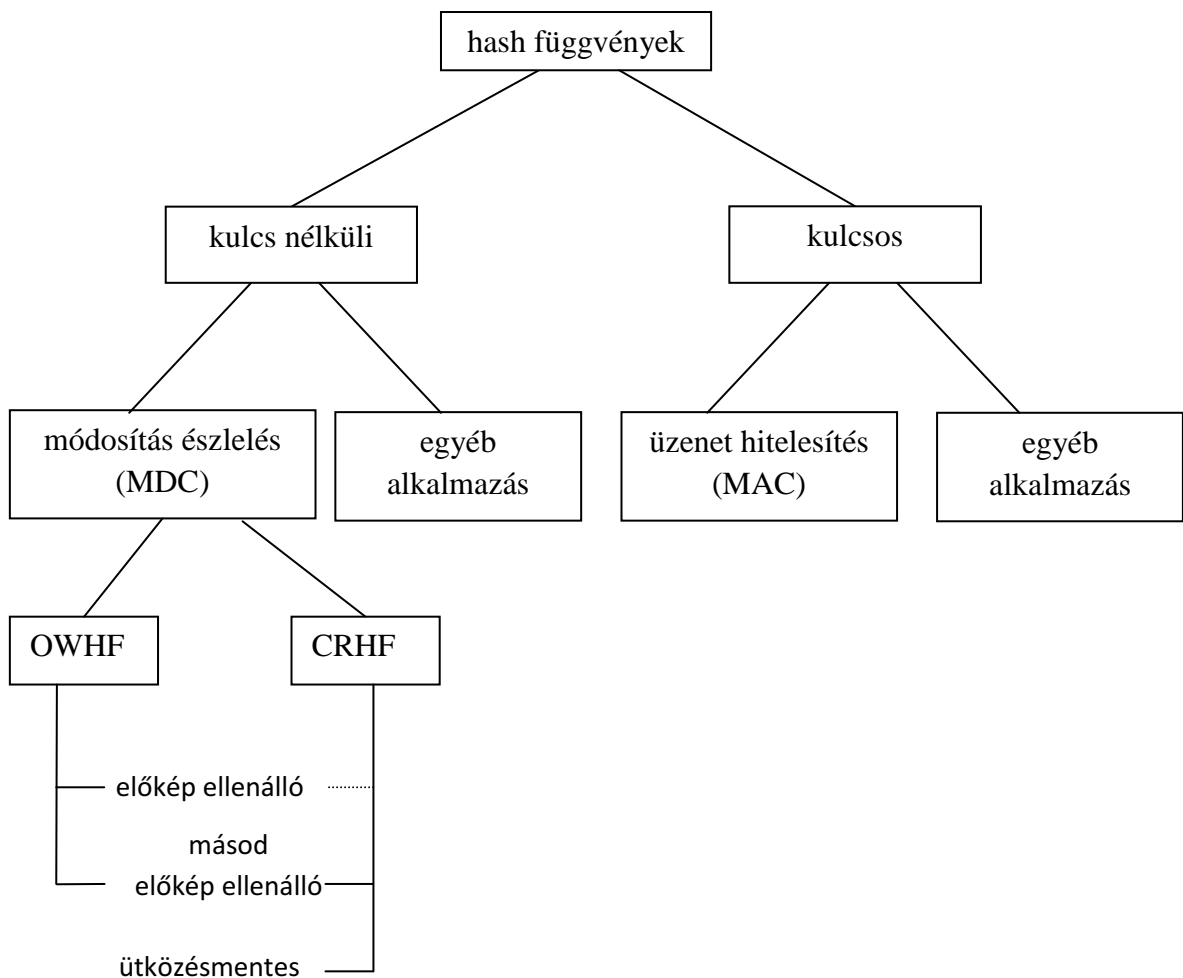 hash függvények
kulcs nélküli
kulcsos
módosítás észlelés
(MDC)
egyéb
alkalmazás
üzenet hitelesítés
(MAC)
egyéb
alkalmazás
OWHF
CRHF
előkép ellenálló
másod
előkép ellenálló
ütközésmentes